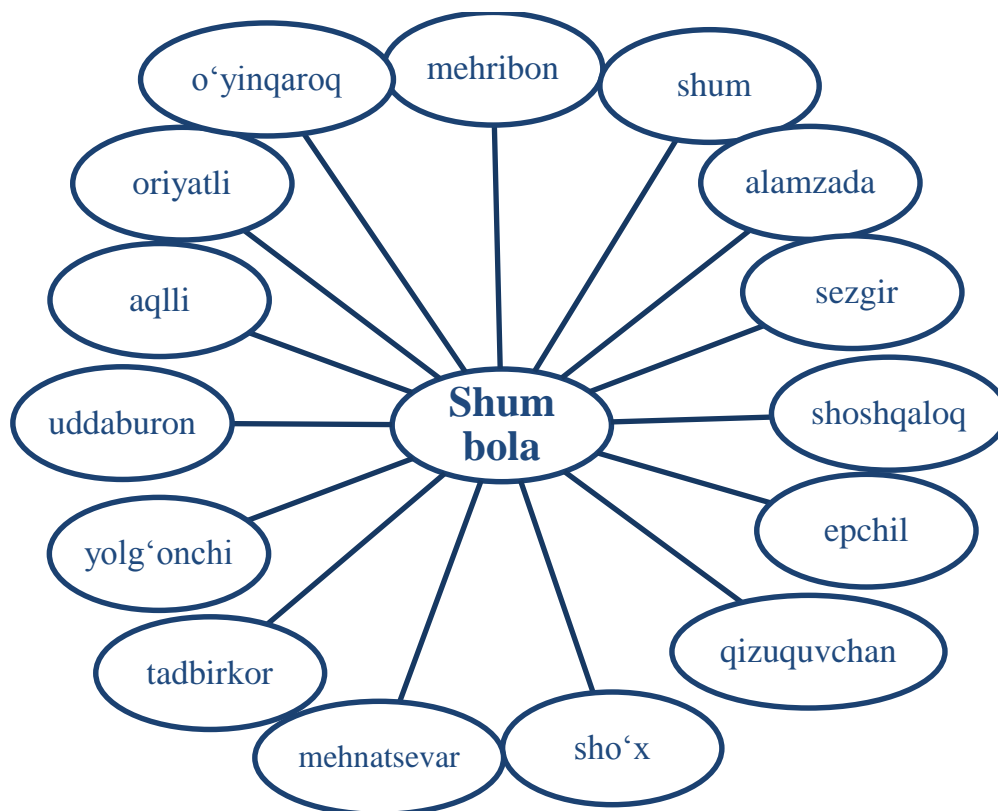 o‘yinqaroq
mehribon
shum
oriyatli
alamzada
aqlli
sezgir
Shum
bola
uddaburon
shoshqaloq
yolg‘onchi
epchil
tadbirkor
qizuquvchan
mehnatsevar
sho‘x